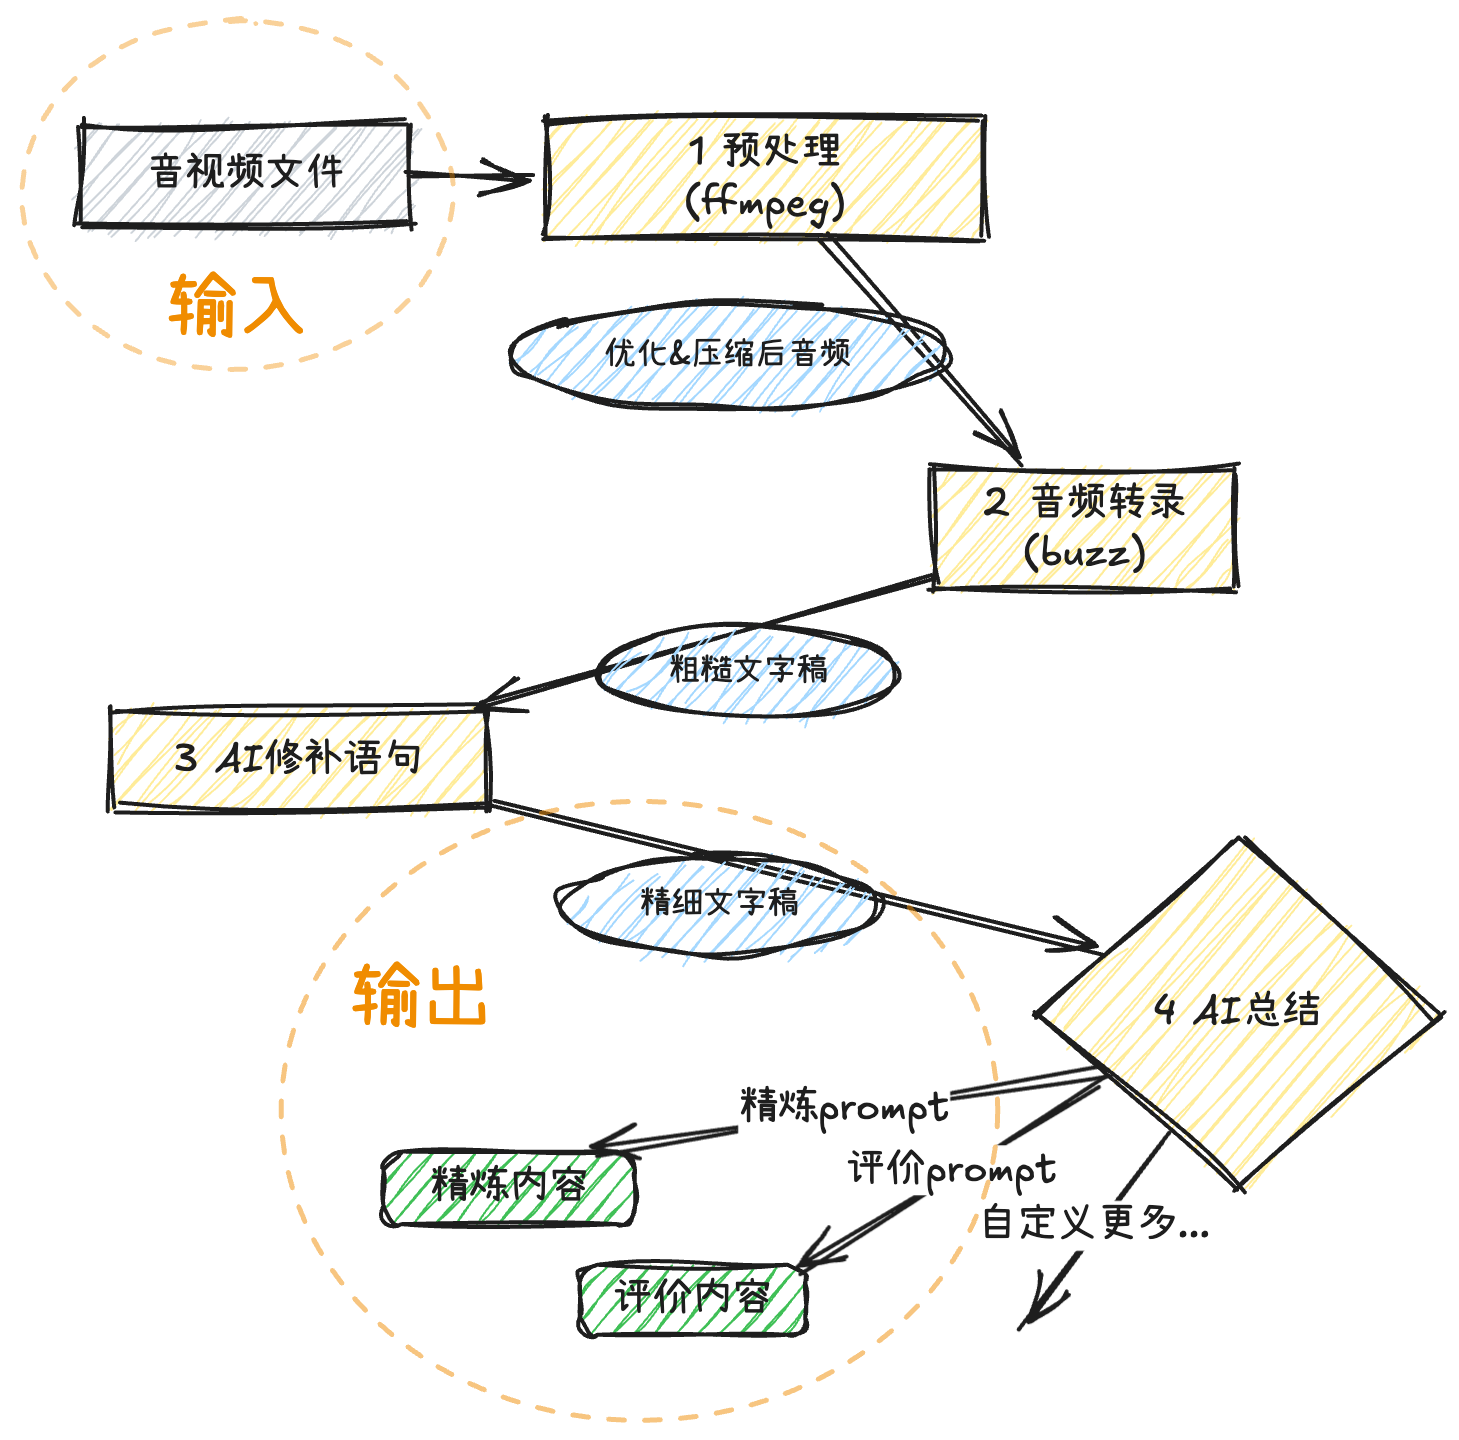 音视频文件
输入
1 预处理
(ffmpeg)
优化&压缩后音频
2 音频转录
(buzz)
粗糙文字稿
3 AI修补语句
精细文字稿
输出
4 AI总结
精炼prompt
精炼内容
评价prompt
自定义更多...
评价内容